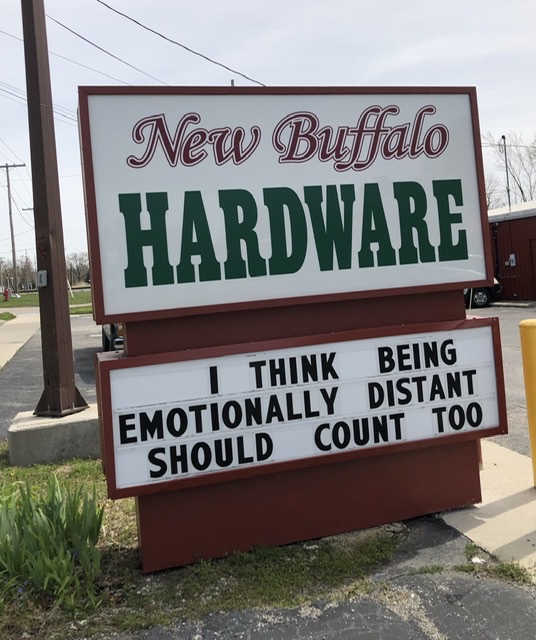 New Buffalo
HARDWARE
I THINK BEING
EMOTIONALLY DISTANT
SHOULD COUNT TOO